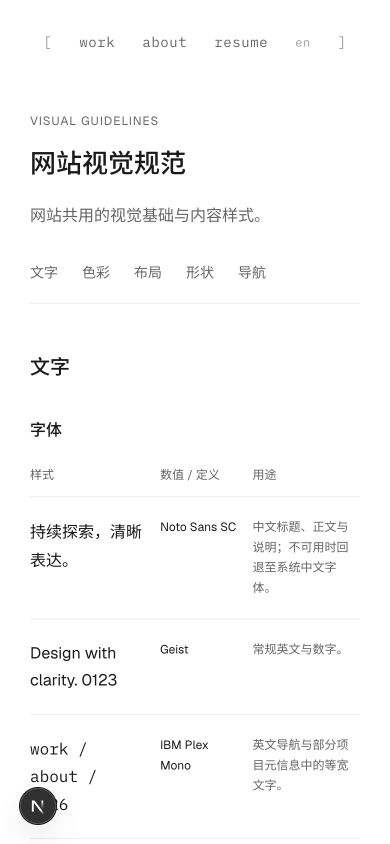 [ work about resume en ]
VISUAL GUIDELINES
网站视觉规范
网站共用的视觉基础与内容样式。
文字 色彩 布局 形状 导航
文字
字体
样式 数值 / 定义 用途
持续探索，清晰
表达。
Noto Sans SC
中文标题、正文与
说明；不可用时回
退至系统中文字
体。
Design with
clarity. 0123
Geist
常规英文与数字。
work /
about /
IBM Plex
Mono
英文导航与部分项
目元信息中的等宽
文字。
N